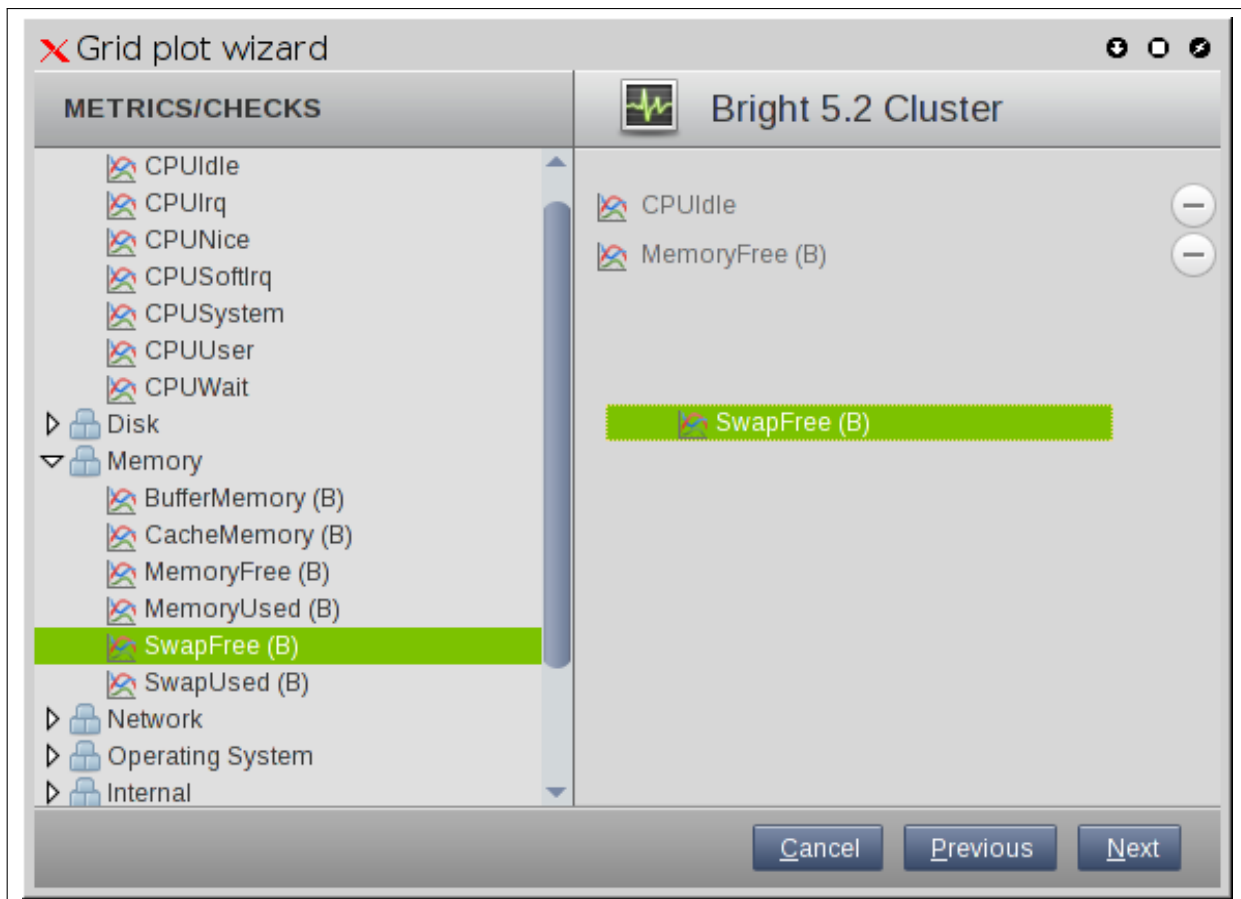 Grid plot wizard
METRICS/CHECKS
Bright 5.2 Cluster
CPUIdle
CPUIrq
CPUNice
CPUSoftIrq
CPUSystem
CPUUser
CPUWait
Disk
Memory
BufferMemory (B)
CacheMemory (B)
MemoryFree (B)
MemoryUsed (B)
SwapFree (B)
SwapUsed (B)
Network
Operating System
Internal
CPUIdle
MemoryFree (B)
SwapFree (B)
Cancel
Previous
Next